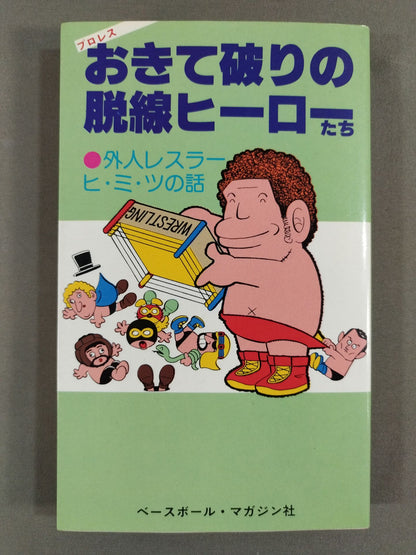 プロレス
おきて破りの
脱線ヒーローたち
●外人レスラー
ヒ・ミ・ツの話
WRESTLING
ベースボール・マガジン社